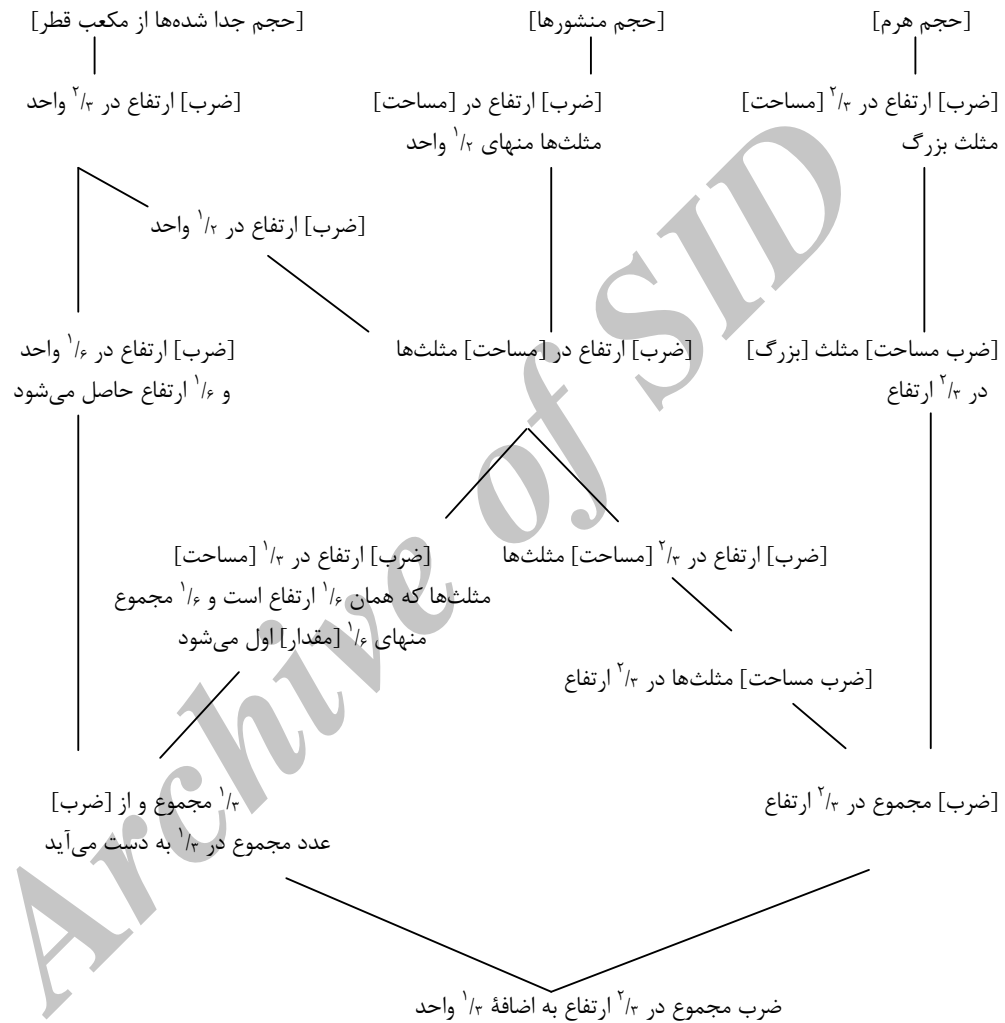 [حجم هرم]
[حجم منشورها]
[حجم جدا شده‌ها از مکعب قطر]
[ضرب] ارتفاع در ۲/۳ [مساحت]
مثلث بزرگ
[ضرب] ارتفاع در [مساحت]
مثلث‌ها منهای ۱/۲ واحد
[ضرب] ارتفاع در ۲/۳ واحد
[ضرب] ارتفاع در ۱/۲ واحد
[ضرب مساحت] مثلث [بزرگ]
در ۲/۳ ارتفاع
[ضرب] ارتفاع در [مساحت] مثلث‌ها
[ضرب] ارتفاع در ۱/۶ واحد
و ۱/۶ ارتفاع حاصل می‌شود
[ضرب] ارتفاع در ۲/۳ [مساحت] مثلث‌ها
[ضرب] ارتفاع در ۱/۳ [مساحت]
مثلث‌ها که همان ۱/۶ ارتفاع است و ۱/۶ مجموع
منهای ۱/۶ [مقدار] اول می‌شود
[ضرب مساحت] مثلث‌ها در ۲/۳ ارتفاع
[ضرب] مجموع در ۲/۳ ارتفاع
۱/۳ مجموع و از [ضرب]
عدد مجموع در ۱/۳ به دست می‌آید
ضرب مجموع در ۲/۳ ارتفاع به اضافهٔ ۱/۳ واحد
Archive of SID